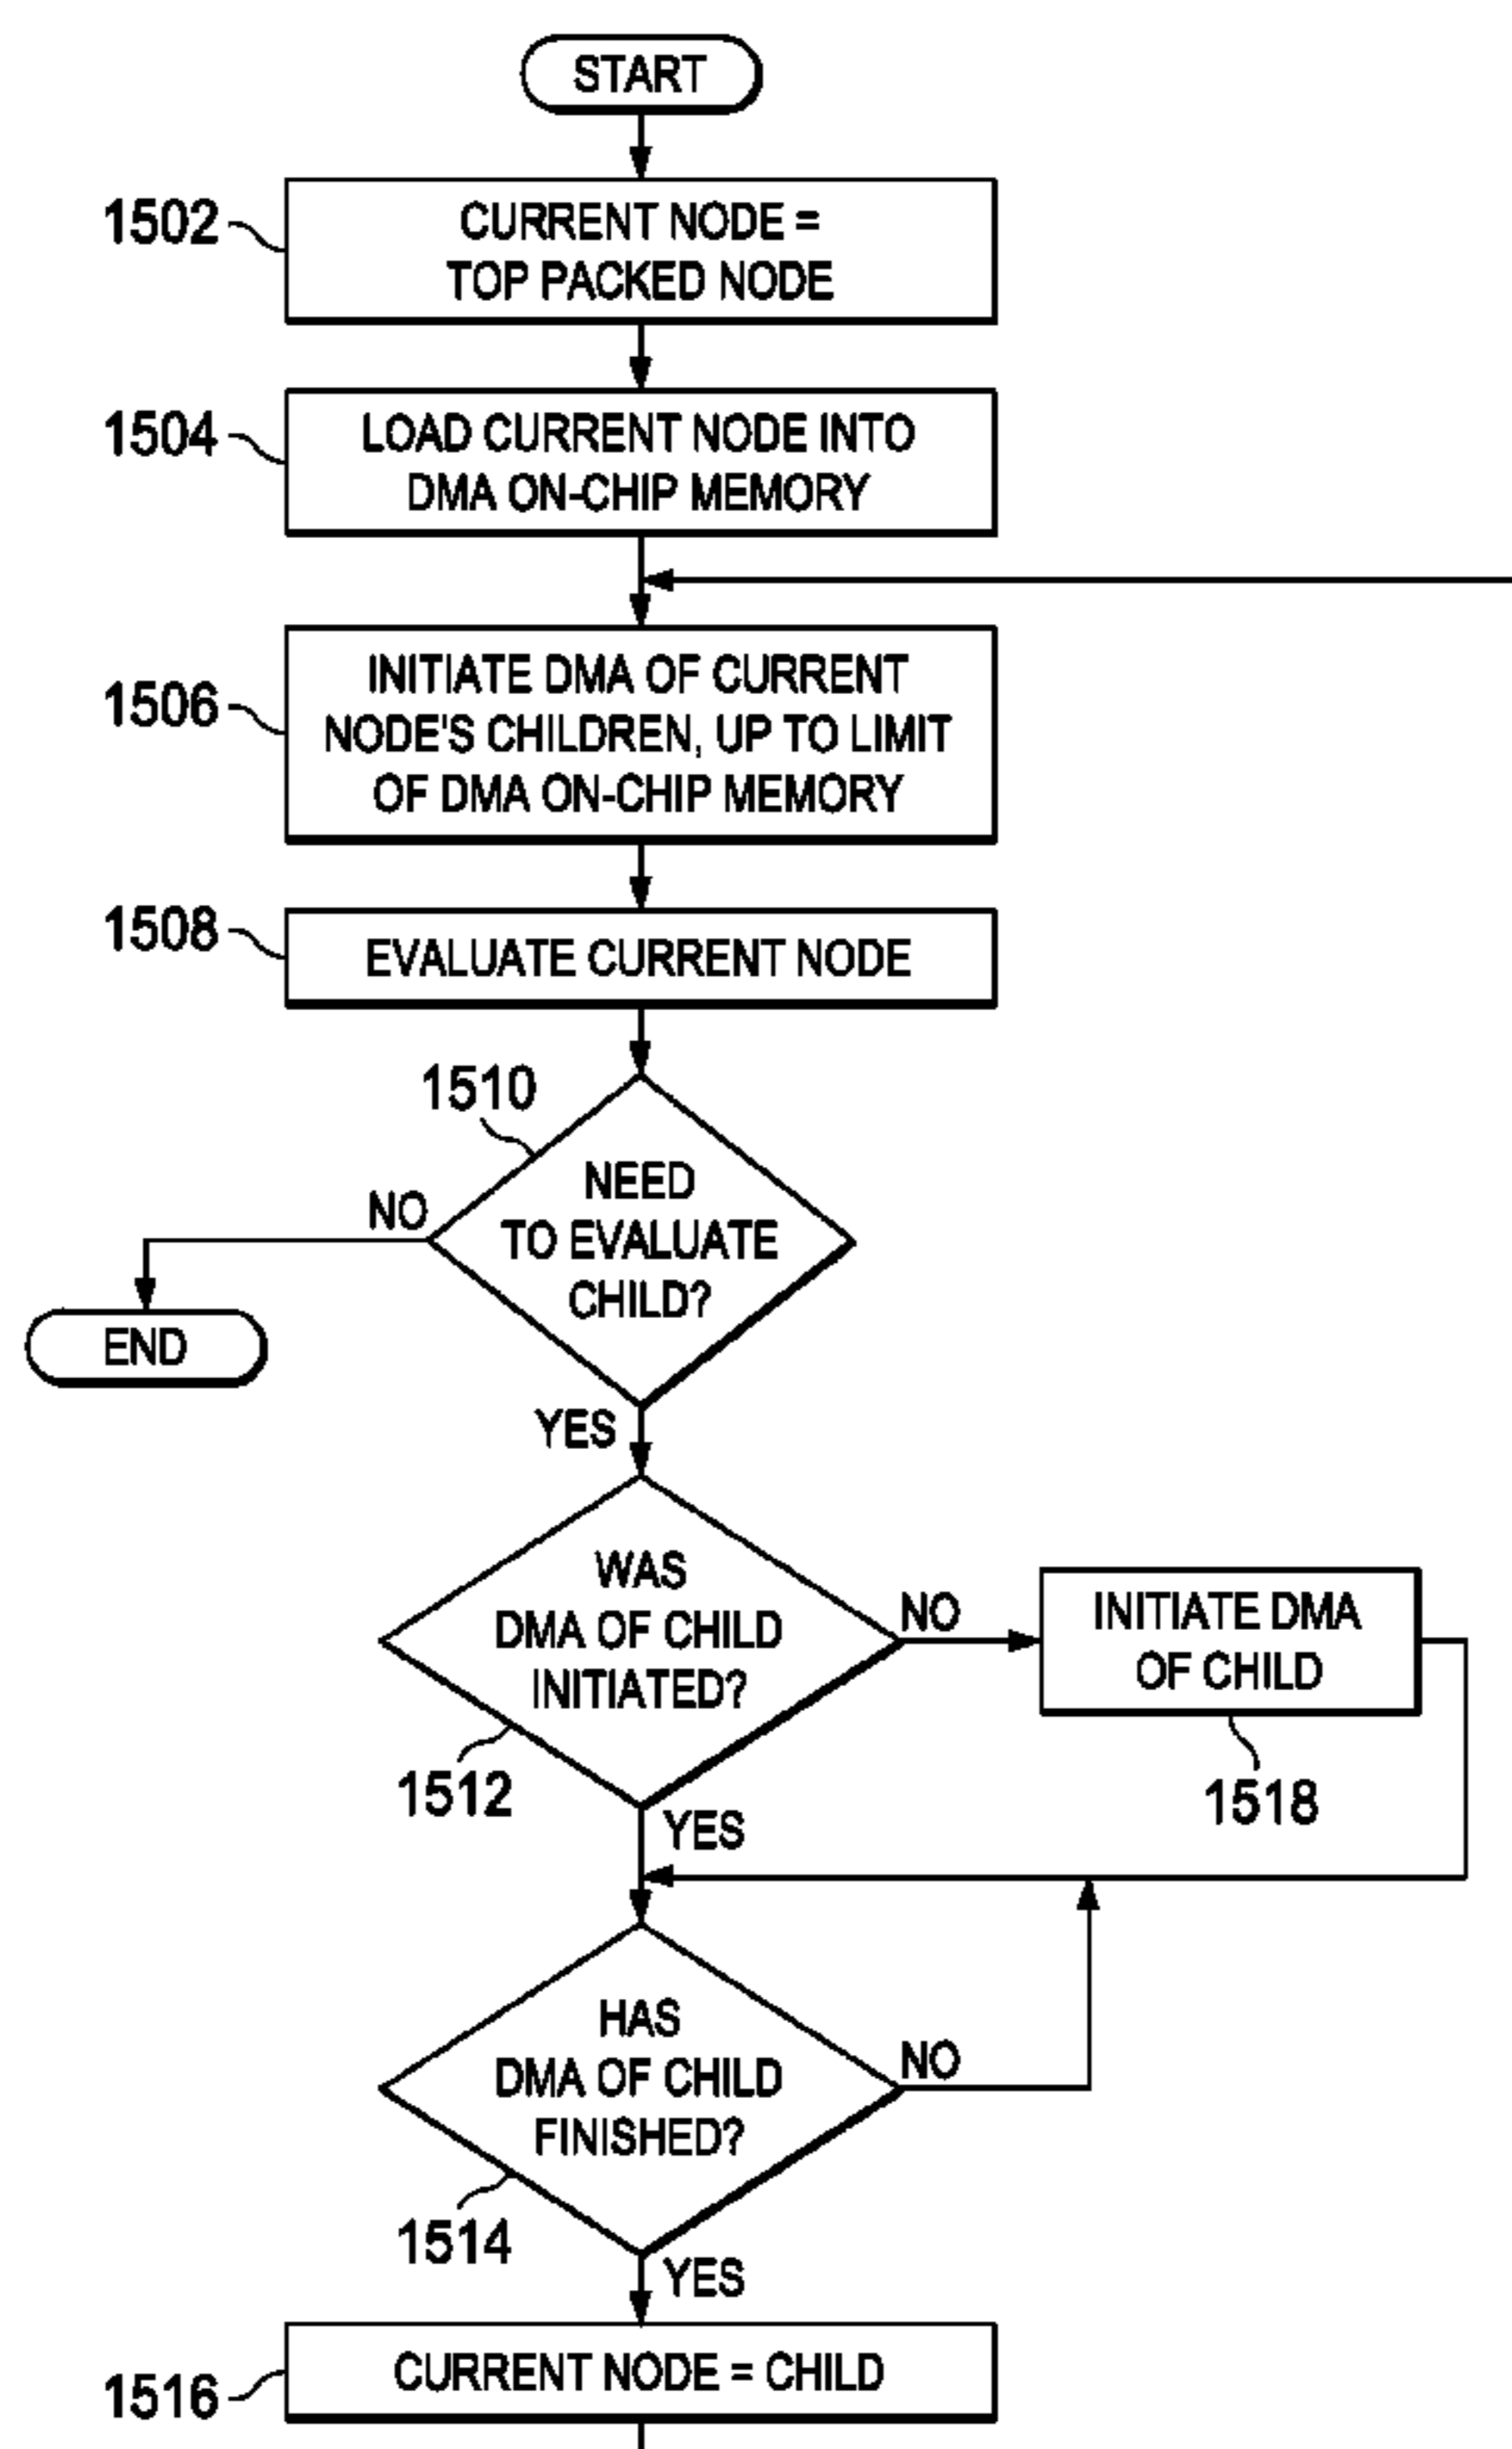 START
1502
CURRENT NODE =
TOP PACKED NODE
1504
LOAD CURRENT NODE INTO
DMA ON-CHIP MEMORY
1506
INITIATE DMA OF CURRENT
NODE'S CHILDREN, UP TO LIMIT
OF DMA ON-CHIP MEMORY
1508
EVALUATE CURRENT NODE
1510
NEED
TO EVALUATE
CHILD?
NO
END
YES
WAS
DMA OF CHILD
INITIATED?
NO
INITIATE DMA
OF CHILD
1512
1518
YES
HAS
DMA OF CHILD
FINISHED?
NO
1514
YES
1516
CURRENT NODE = CHILD